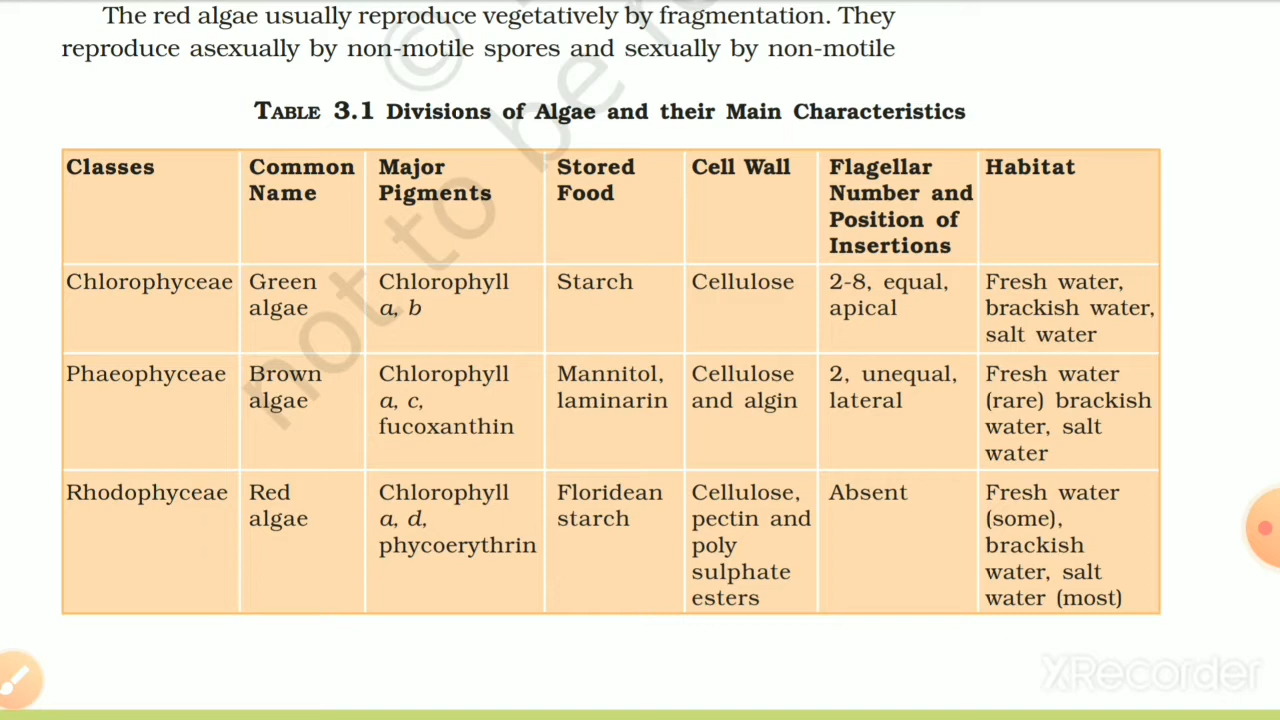 The red algae usually reproduce vegetatively by fragmentation. They
reproduce asexually by non-motile spores and sexually by non-motile
TABLE 3.1 Divisions of Algae and their Main Characteristics
Classes
Common
Name
Major
Pigments
Stored
Food
Cell Wall
Flagellar
Number and
Position of
Insertions
Habitat
Chlorophyceae
Green
algae
Chlorophyll
a, b
Starch
Cellulose
2-8, equal,
apical
Fresh water,
brackish water,
salt water
Phaeophyceae
Brown
algae
Chlorophyll
a, c,
fucoxanthin
Mannitol,
laminarin
Cellulose
and algin
2, unequal,
lateral
Fresh water
(rare) brackish
water, salt
water
Rhodophyceae
Red
algae
Chlorophyll
a, d,
phycoerythrin
Floridean
starch
Cellulose,
pectin and
poly
sulphate
esters
Absent
Fresh water
(some),
brackish
water, salt
water (most)
©
not to be re
XRecorder